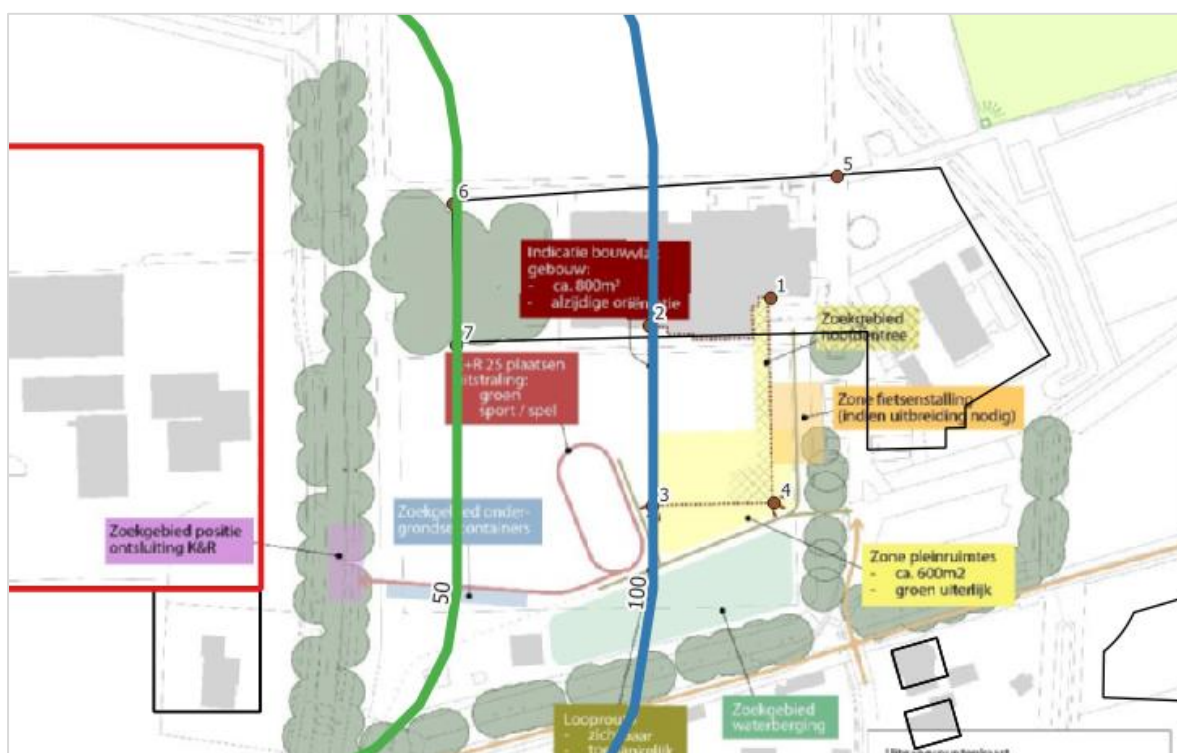 5
6
Indicatie bouwvlak
gebouw:
- ca. 800m²
- alzijdige oriëntatie
1
2
Zoekgebied
hoofdentree
7
K+R 25 plaatsen
uitstraling:
groen
sport / spel
Zone fietsenstalling
(indien uitbreiding nodig)
3
4
Zoekgebied onder-
grondse containers
Zoekgebied positie
ontsluiting K&R
Zone pleinruimtes
- ca. 600m2
- groen uiterlijk
50
100
Zoekgebied
waterberging
Looproute
- zichtbaar
- toegankelijk